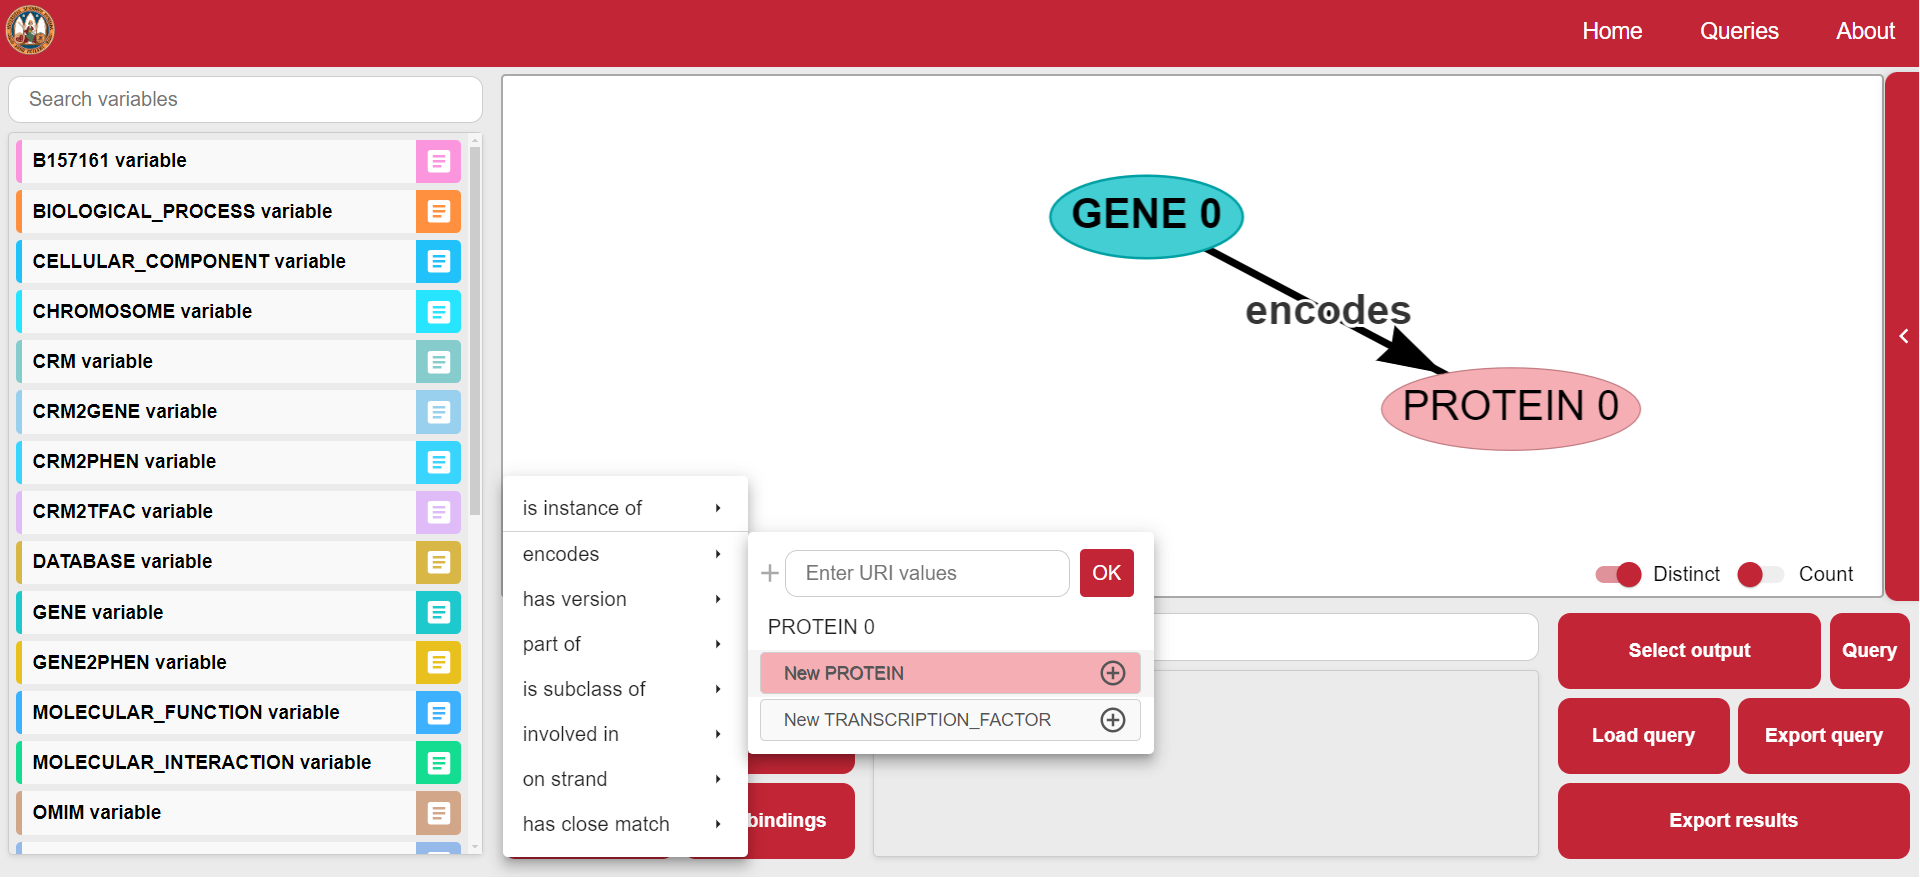 Home
Queries
About
Search variables
B157161 variable
BIOLOGICAL_PROCESS variable
CELLULAR_COMPONENT variable
CHROMOSOME variable
CRM variable
CRM2GENE variable
CRM2PHEN variable
CRM2TFAC variable
DATABASE variable
GENE variable
GENE2PHEN variable
MOLECULAR_FUNCTION variable
MOLECULAR_INTERACTION variable
OMIM variable
GENE 0
encodes
PROTEIN 0
Distinct
Count
is instance of
encodes
has version
part of
is subclass of
involved in
on strand
has close match
Enter URI values
OK
PROTEIN 0
New PROTEIN
New TRANSCRIPTION_FACTOR
bindings
Select output
Query
Load query
Export query
Export results